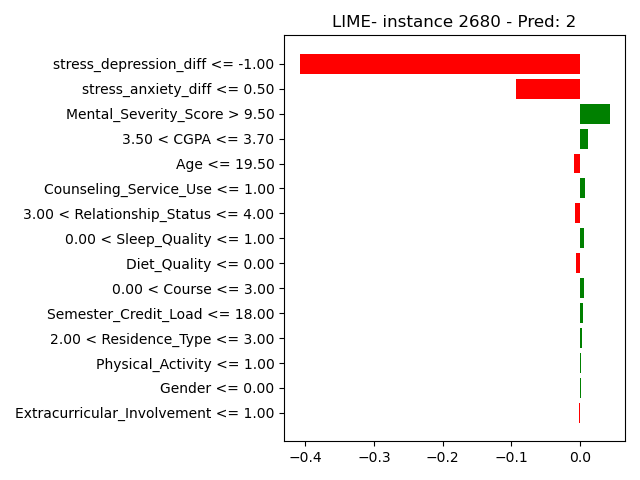 LIME- instance 2680 - Pred: 2
stress_depression_diff <= -1.00
stress_anxiety_diff <= 0.50
Mental_Severity_Score > 9.50
3.50 < CGPA <= 3.70
Age <= 19.50
Counseling_Service_Use <= 1.00
3.00 < Relationship_Status <= 4.00
0.00 < Sleep_Quality <= 1.00
Diet_Quality <= 0.00
0.00 < Course <= 3.00
Semester_Credit_Load <= 18.00
2.00 < Residence_Type <= 3.00
Physical_Activity <= 1.00
Gender <= 0.00
Extracurricular_Involvement <= 1.00
−0.4 −0.3 −0.2 −0.1 0.0